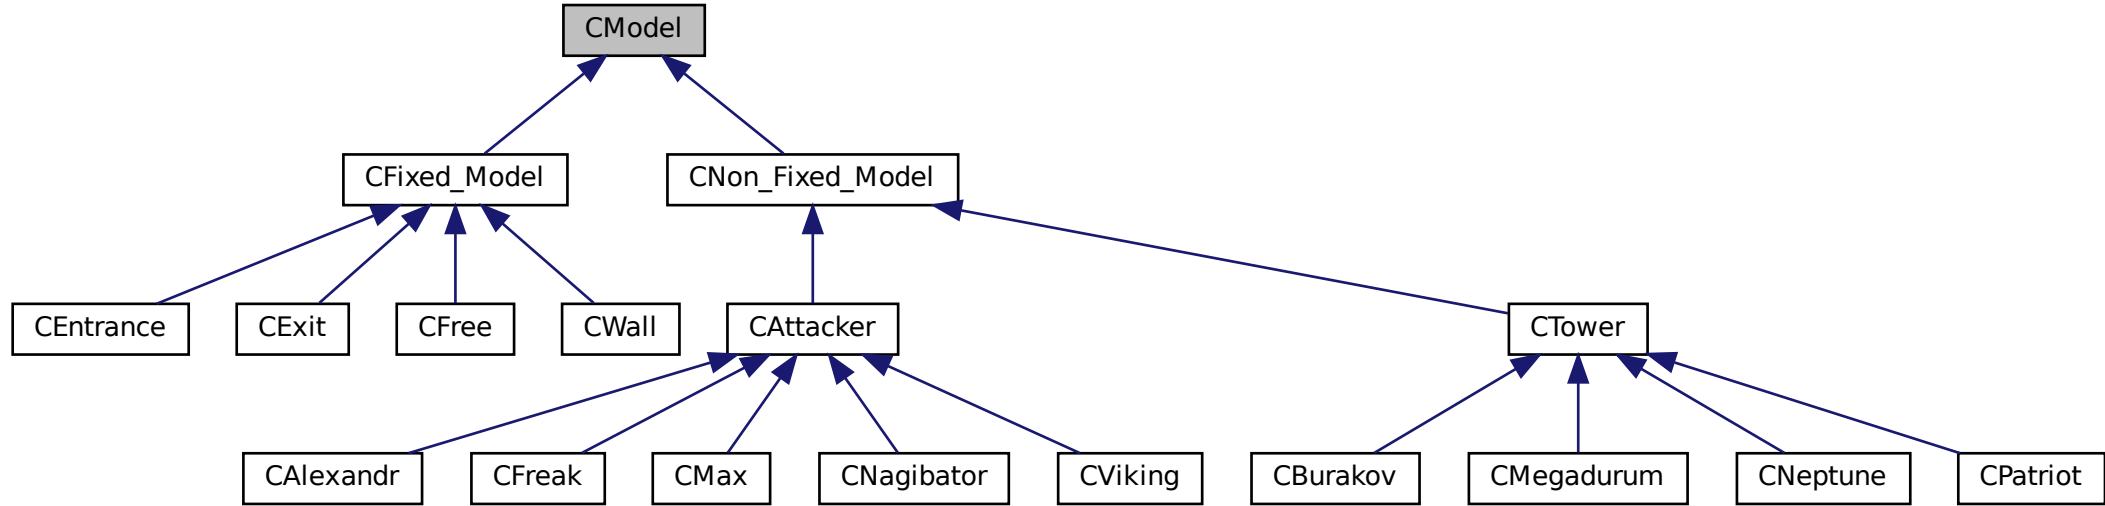 CModel
CFixed_Model
CNon_Fixed_Model
CEntrance
CExit
CFree
CWall
CAttacker
CTower
CAlexandr
CFreak
CMax
CNagibator
CViking
CBurakov
CMegadurum
CNeptune
CPatriot